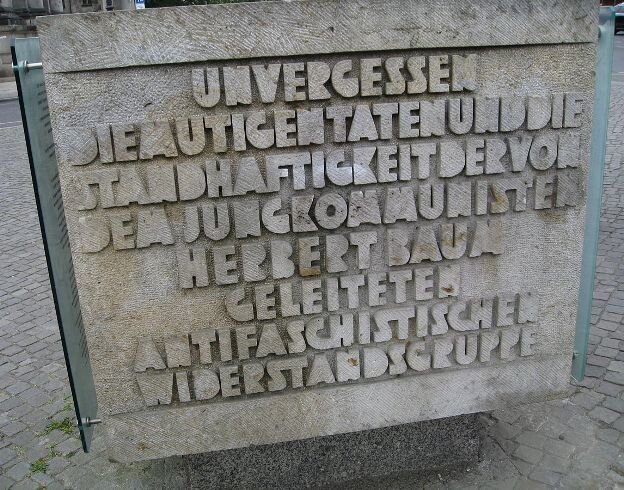 UNVERGESSEN
DIE MUTIGEN TATEN UND DIE
STANDHAFTIGKEIT DER VON
DEM JUNGKOMMUNISTEN
HERBERT BAUM
GELEITETEN
ANTIFASCHISTISCHEN
WIDERSTANDSGRUPPE